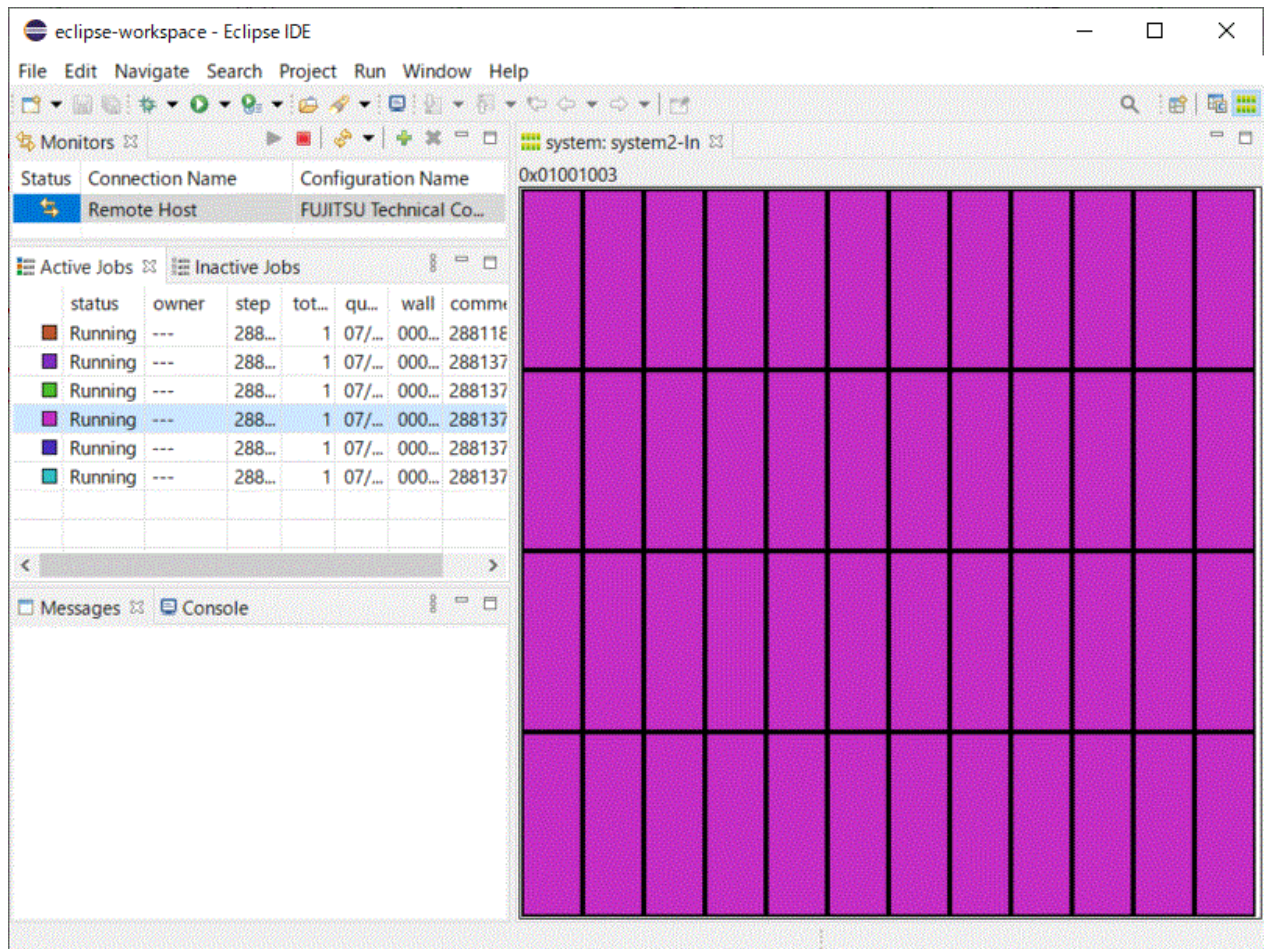 eclipse-workspace - Eclipse IDE
File Edit Navigate Search Project Run Window Help
Monitors
Status Connection Name Configuration Name
Remote Host FUJITSU Technical Co...
Active Jobs Inactive Jobs
status owner step tot... qu... wall comme
Running --- 288... 1 07/... 000... 288118
Running --- 288... 1 07/... 000... 288137
Running --- 288... 1 07/... 000... 288137
Running --- 288... 1 07/... 000... 288137
Running --- 288... 1 07/... 000... 288137
Running --- 288... 1 07/... 000... 288137
Messages Console
system: system2-In
0x01001003